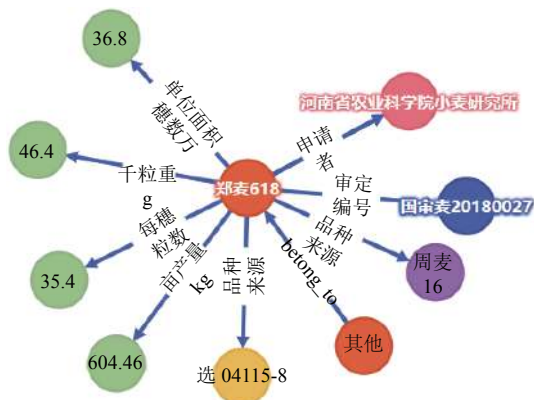 36.8
单位面积
穗数万
河南省农业科学院小麦研究所
申请
者
46.4
千粒重
g
郑麦618
审定
编号
国审麦20180027
每穗
粒数
35.4
亩产量
kg
品种
来源
品种
来源
周麦
16
betong_to
604.46
选 04115-8
其他